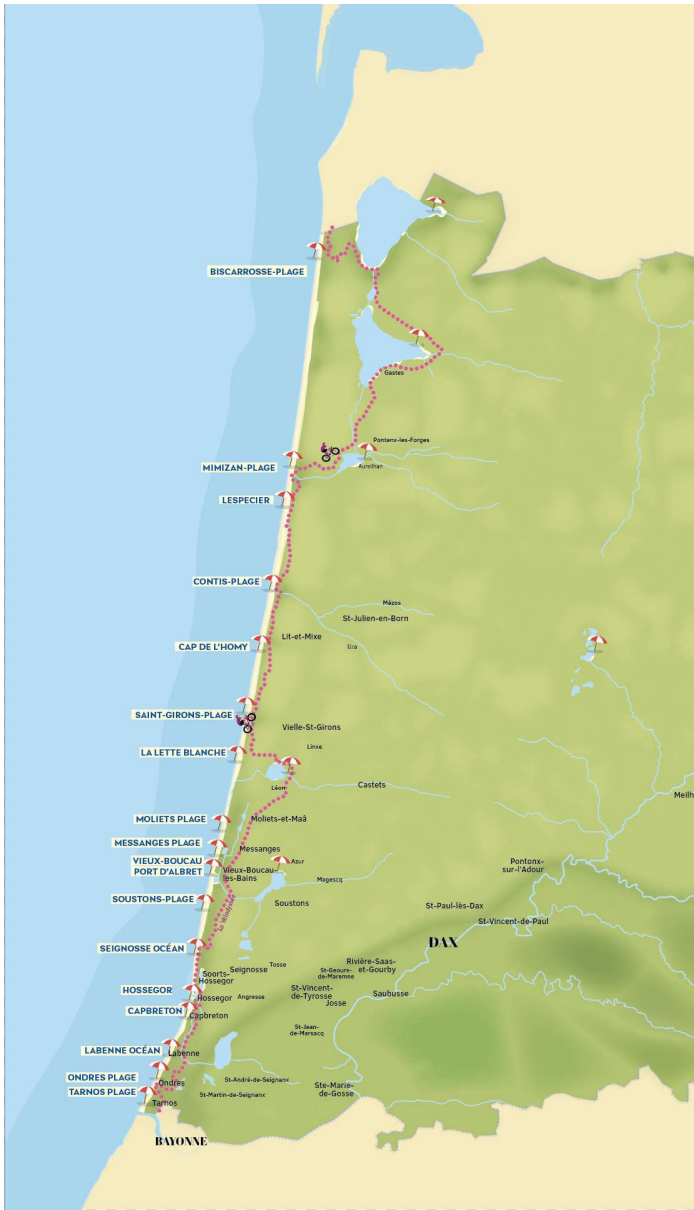 BISCARROSSE-PLAGE
Gastes
Pontenx-les-Forges
MIMIZAN-PLAGE
Aureilhan
LESPECIER
CONTIS-PLAGE
Mézos
St-Julien-en-Born
Lit-et-Mixe
CAP DE L'HOMY
Uza
SAINT-GIRONS-PLAGE
Vielle-St-Girons
Linxe
LA LETTE BLANCHE
Léon
Castets
Meilh
MOLIETS PLAGE
Moliets-et-Maâ
MESSANGES PLAGE
Messanges
VIEUX-BOUCAU
PORT D'ALBRET
Azur
Vieux-Boucau-
les-Bains
Magescq
Pontonx-
sur-l'Adour
SOUSTONS-PLAGE
La Vélodyssée
Soustons
St-Paul-lès-Dax
St-Vincent-de-Paul
SEIGNOSSE OCÉAN
DAX
Tosse
Seignosse
Soorts-
Hossegor
St-Geours-
de-Maremne
Rivière-Saas-
et-Gourby
HOSSEGOR
Hossegor
Angresse
St-Vincent-
de-Tyrosse
Josse
Saubusse
CAPBRETON
Capbreton
St-Jean-
de-Marsacq
LABENNE OCÉAN
Labenne
ONDRES PLAGE
Ondres
St-André-de-Seignanx
TARNOS PLAGE
St-Martin-de-Seignanx
Ste-Marie-
de-Gosse
Tarnos
BAYONNE